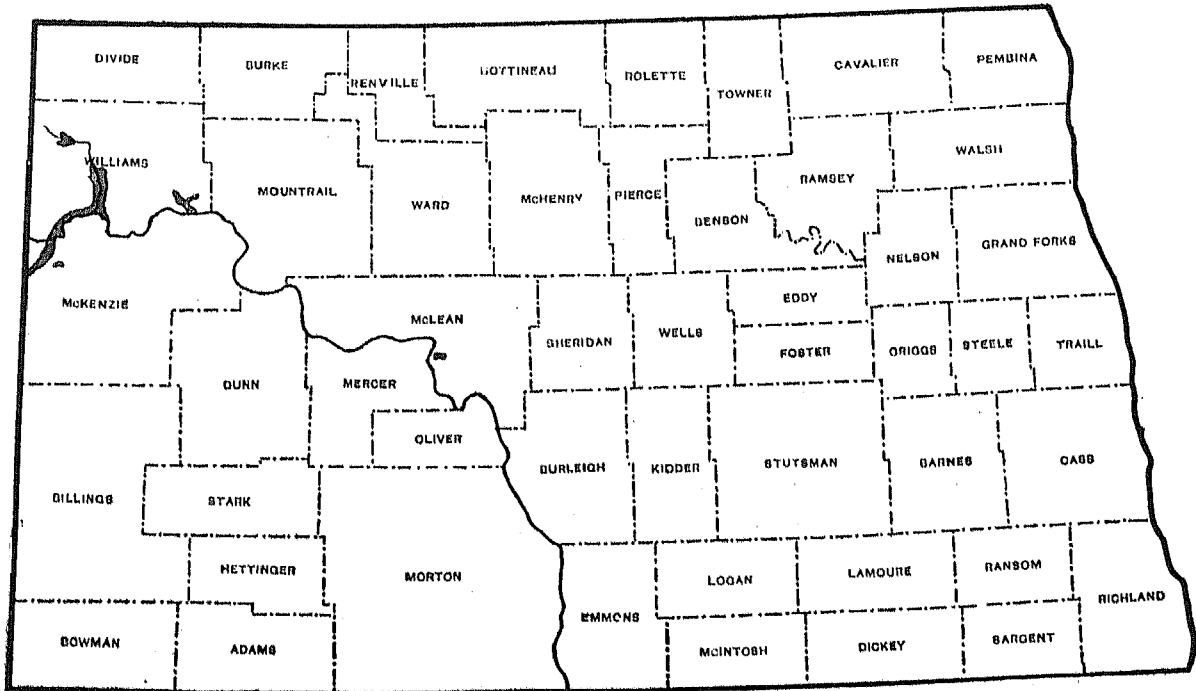 DIVIDE
BURKE
RENVILLE
BOTTINEAU
ROLETTE
TOWNER
CAVALIER
PEMBINA
WILLIAMS
MOUNTRAIL
WARD
McHENRY
PIERCE
BENSON
RAMSEY
WALSH
NELSON
GRAND FORKS
McKENZIE
McLEAN
SHERIDAN
WELLS
EDDY
FOSTER
GRIGGS
STEELE
TRAILL
DUNN
MERCER
OLIVER
BURLEIGH
KIDDER
STUTSMAN
BARNES
CASS
BILLINGS
STARK
HETTINGER
MORTON
EMMONS
LOGAN
LAMOURE
RANSOM
RICHLAND
BOWMAN
ADAMS
McINTOSH
DICKEY
SARGENT